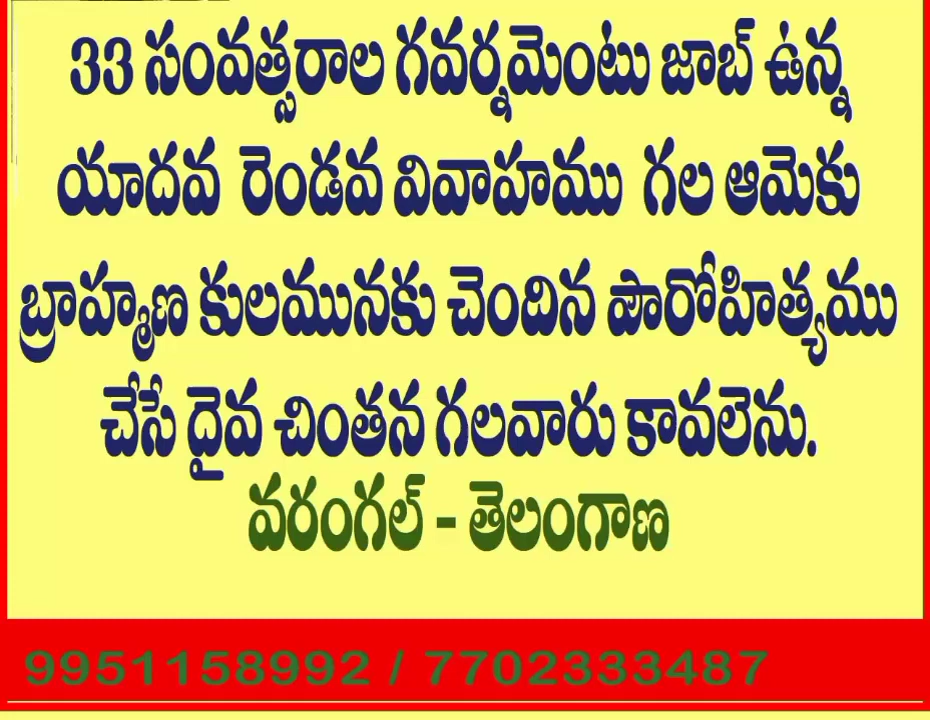 33 సంవత్సరాల గవర్నమెంటు జాబ్ ఉన్న
యాదవ రెండవ వివాహము గల ఆమెకు
బ్రాహ్మణ కులమునకు చెందిన పౌరోహిత్యము
చేసే దైవ చింతన గలవారు కావలెను.
వరంగల్ - తెలంగాణ
9951158992 / 7702333487